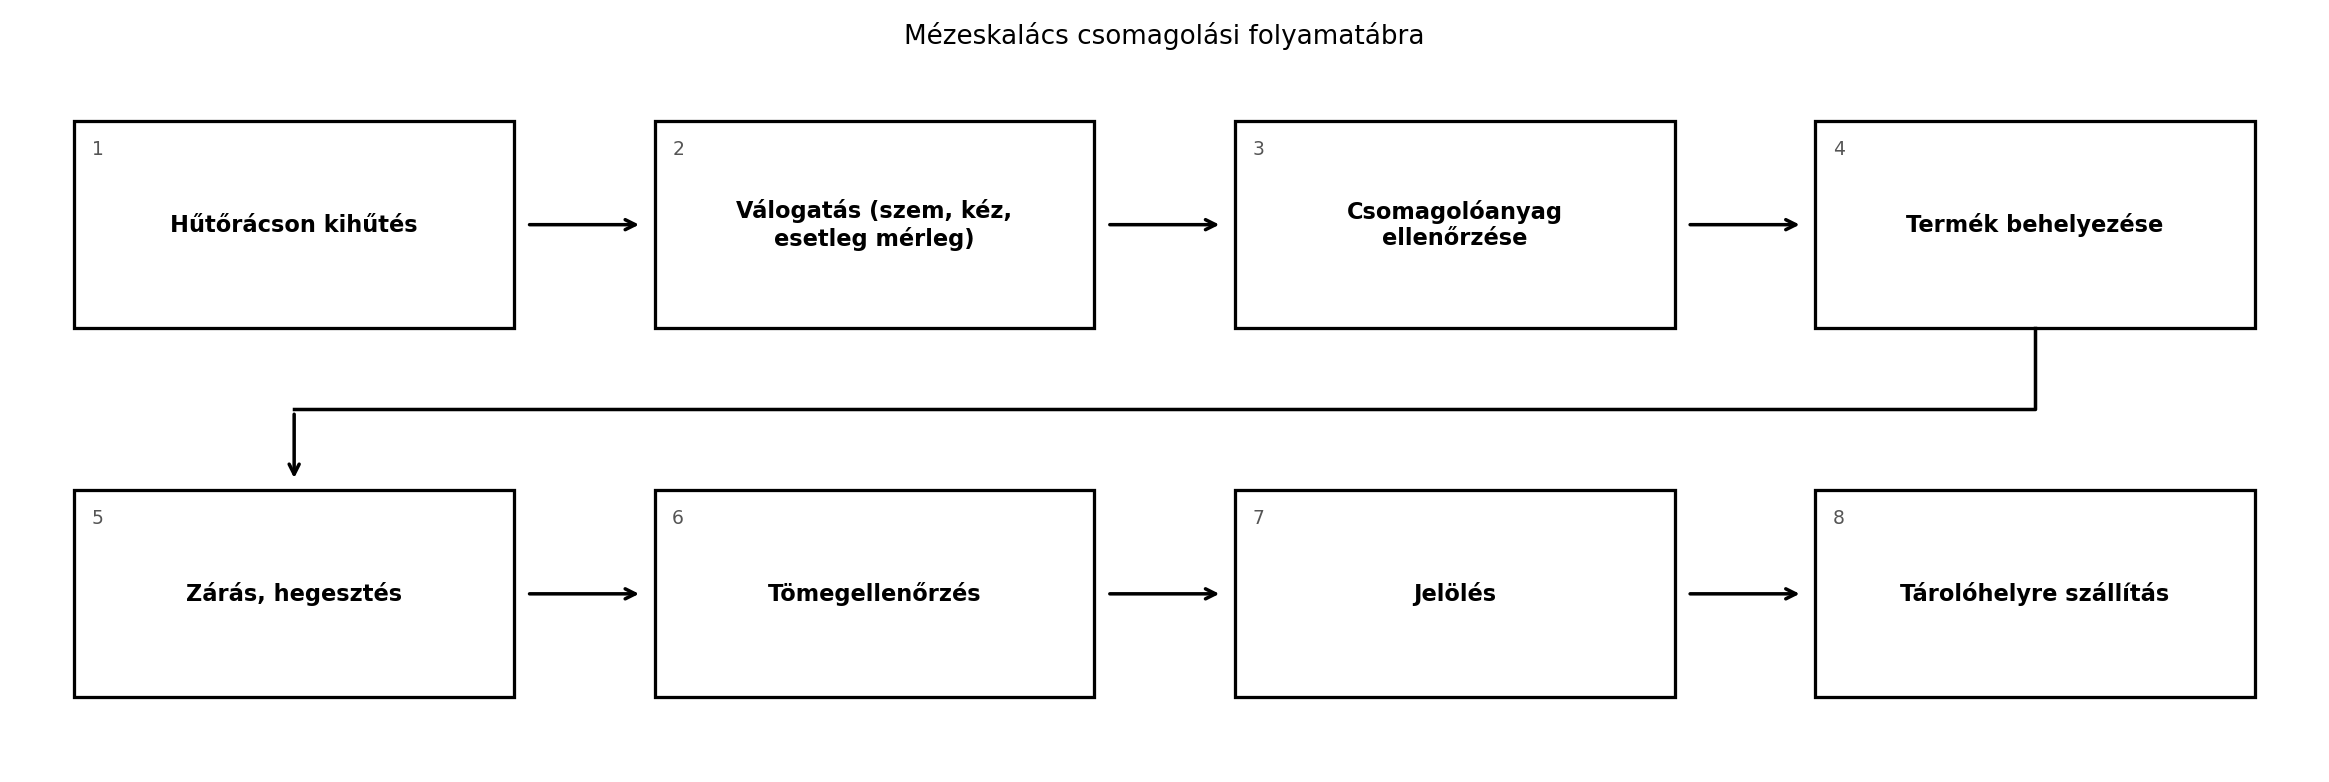 Mézeskalács csomagolási folyamatábra
1
Hűtőrácson kihűtés
2
Válogatás (szem, kéz,
esetleg mérleg)
3
Csomagolóanyag
ellenőrzése
4
Termék behelyezése
5
Zárás, hegesztés
6
Tömegellenőrzés
7
Jelölés
8
Tárolóhelyre szállítás